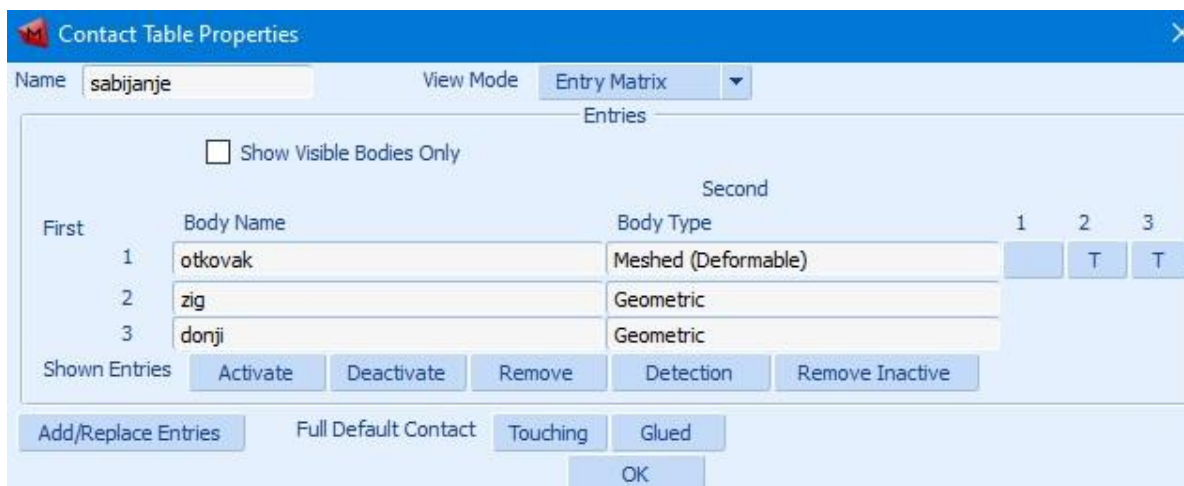 Contact Table Properties
Name sabijanje View Mode Entry Matrix
Entries
Show Visible Bodies Only
Second
First Body Name Body Type 1 2 3
1 otkovak Meshed (Deformable) T T
2 zig Geometric
3 donji Geometric
Shown Entries Activate Deactivate Remove Detection Remove Inactive
Add/Replace Entries Full Default Contact Touching Glued
OK